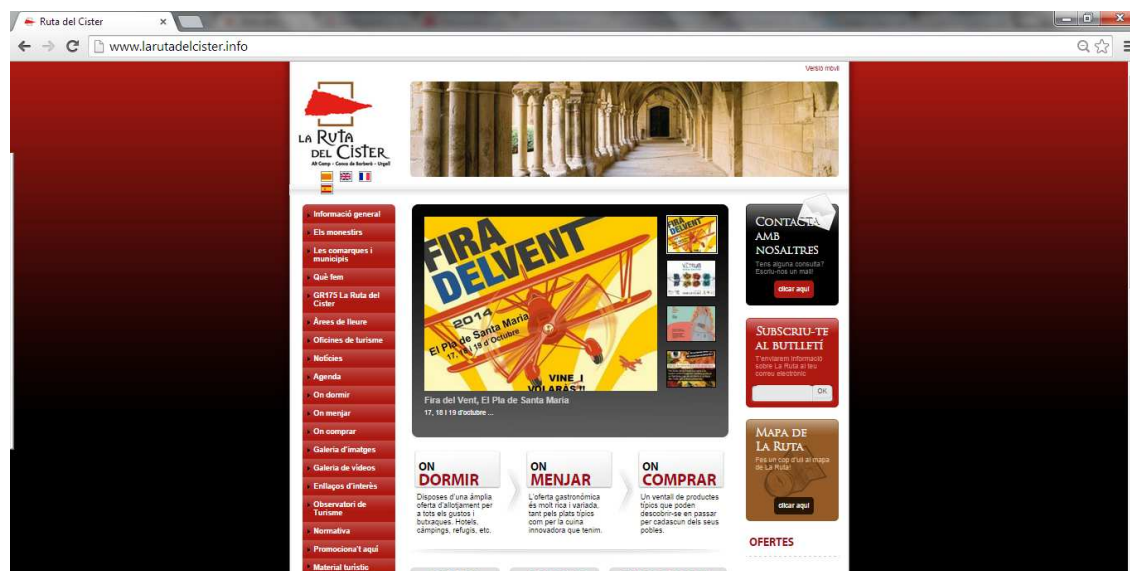 Ruta del Cister
www.larutadelcister.info
Versió mòvil
LA RUTA
DEL CISTER
Alt Camp - Conca de Barberà - Urgell
Informació general
Els monestirs
Les comarques i
municipis
Què fem
GR175 La Ruta del
Cister
Àrees de lleure
Oficines de turisme
Notícies
Agenda
On dormir
On menjar
On comprar
Galeria d'imatges
Galeria de vídeos
Enllaços d'interès
Observatori de
Turisme
Normativa
Promociona't aquí
Material turístic
FIRA
DELVENT
2014
El Pla de Santa Maria
17, 18 i 19 d'Octubre
VINE I
VOLARÀS!!
Fira del Vent, El Pla de Santa Maria
17, 18 i 19 d'octubre ...
ON
DORMIR
Disposes d'una àmplia
oferta d'allotjament per
a tots els gustos i
butxaques. Hotels,
càmpings, refugis, etc.
ON
MENJAR
L'oferta gastronòmica
és molt rica i variada,
tant pels plats típics
com per la cuina
innovadora que tenim.
ON
COMPRAR
Un ventall de productes
típics que poden
descobrir-se en passar
per cadascun dels seus
pobles.
CONTACTA
AMB
NOSALTRES
Tens alguna consulta?
Escriu-nos un mail!
clicar aquí
SUBSCRIU-TE
AL BUTLLETÍ
T'enviarem informació
sobre La Ruta al teu
correu electrònic
OK
MAPA DE
LA RUTA
Fes un cop d'ull al mapa
de La Ruta!
clicar aquí
OFERTES